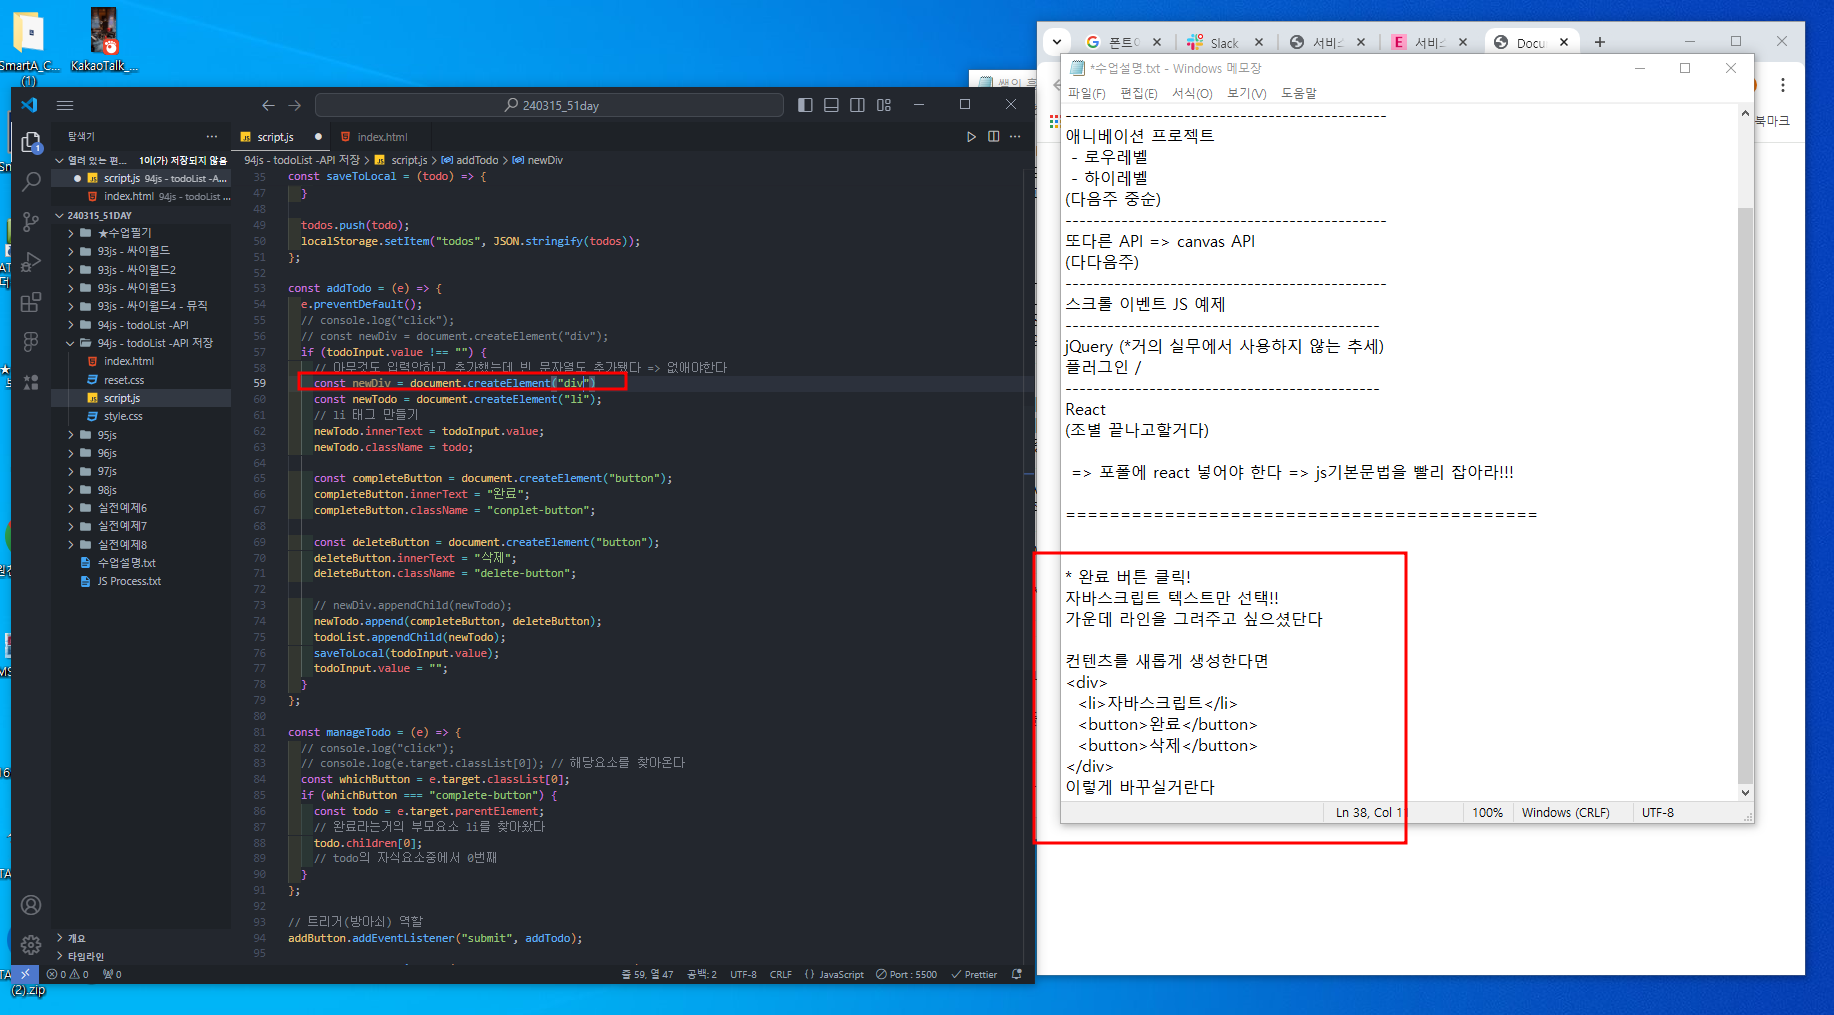 SmartA_C...
(1)
KakaoTalk_...
240315_51day
탐색기
script.js
index.html
열려 있는 편...
1이(가) 저장되지 않음
script.js 94js - todoList -A...
index.html 94js - todoList ...
240315_51DAY
★수업필기
93js - 싸이월드
93js - 싸이월드2
93js - 싸이월드3
93js - 싸이월드4 - 뮤직
94js - todoList -API
94js - todoList -API 저장
index.html
reset.css
script.js
style.css
95js
96js
97js
98js
실전예제6
실전예제7
실전예제8
수업설명.txt
JS Process.txt
개요
타임라인
94js - todoList -API 저장 > script.js > addTodo > newDiv
35 const saveToLocal = (todo) => {
47 }
48
49 todos.push(todo);
50 localStorage.setItem("todos", JSON.stringify(todos));
51 };
52
53 const addTodo = (e) => {
54 e.preventDefault();
55 // console.log("click");
56 // const newDiv = document.createElement("div");
57 if (todoInput.value !== "") {
58 // 아무것도 입력안하고 추가했는데 빈 문자열도 추가됐다 => 없애야한다
59 const newDiv = document.createElement("div")
60 const newTodo = document.createElement("li");
61 // li 태그 만들기
62 newTodo.innerText = todoInput.value;
63 newTodo.className = todo;
64
65 const completeButton = document.createElement("button");
66 completeButton.innerText = "완료";
67 completeButton.className = "conplet-button";
68
69 const deleteButton = document.createElement("button");
70 deleteButton.innerText = "삭제";
71 deleteButton.className = "delete-button";
72
73 // newDiv.appendChild(newTodo);
74 newTodo.append(completeButton, deleteButton);
75 todoList.appendChild(newTodo);
76 saveToLocal(todoInput.value);
77 todoInput.value = "";
78 }
79 };
80
81 const manageTodo = (e) => {
82 // console.log("click");
83 // console.log(e.target.classList[0]); // 해당요소를 찾아온다
84 const whichButton = e.target.classList[0];
85 if (whichButton === "complete-button") {
86 const todo = e.target.parentElement;
87 // 완료라는거의 부모요소 li를 찾아왔다
88 todo.children[0];
89 // todo의 자식요소중에서 0번째
90 }
91 };
92
93 // 트리거(방아쇠) 역할
94 addButton.addEventListener("submit", addTodo);
95
0 0 0
줄 59, 열 47 공백: 2 UTF-8 CRLF {} JavaScript Port : 5500 Prettier
(2).zip
폰트
Slack
서비스
서비스
Docu
북마크
*수업설명.txt - Windows 메모장
파일(F) 편집(E) 서식(O) 보기(V) 도움말
----------------------------------------------
애니베이션 프로젝트
- 로우레벨
- 하이레벨
(다음주 중순)
----------------------------------------------
또다른 API => canvas API
(다다음주)
----------------------------------------------
스크롤 이벤트 JS 예제
---------------------------------------------
jQuery (*거의 실무에서 사용하지 않는 추세)
플러그인 /
---------------------------------------------
React
(조별 끝나고할거다)
=> 포폴에 react 넣어야 한다 => js기본문법을 빨리 잡아라!!!
===========================================
* 완료 버튼 클릭!
자바스크립트 텍스트만 선택!!
가운데 라인을 그려주고 싶으셨단다
컨텐츠를 새롭게 생성한다면
<div>
<li>자바스크립트</li>
<button>완료</button>
<button>삭제</button>
</div>
이렇게 바꾸실거란다
Ln 38, Col 1 100% Windows (CRLF) UTF-8